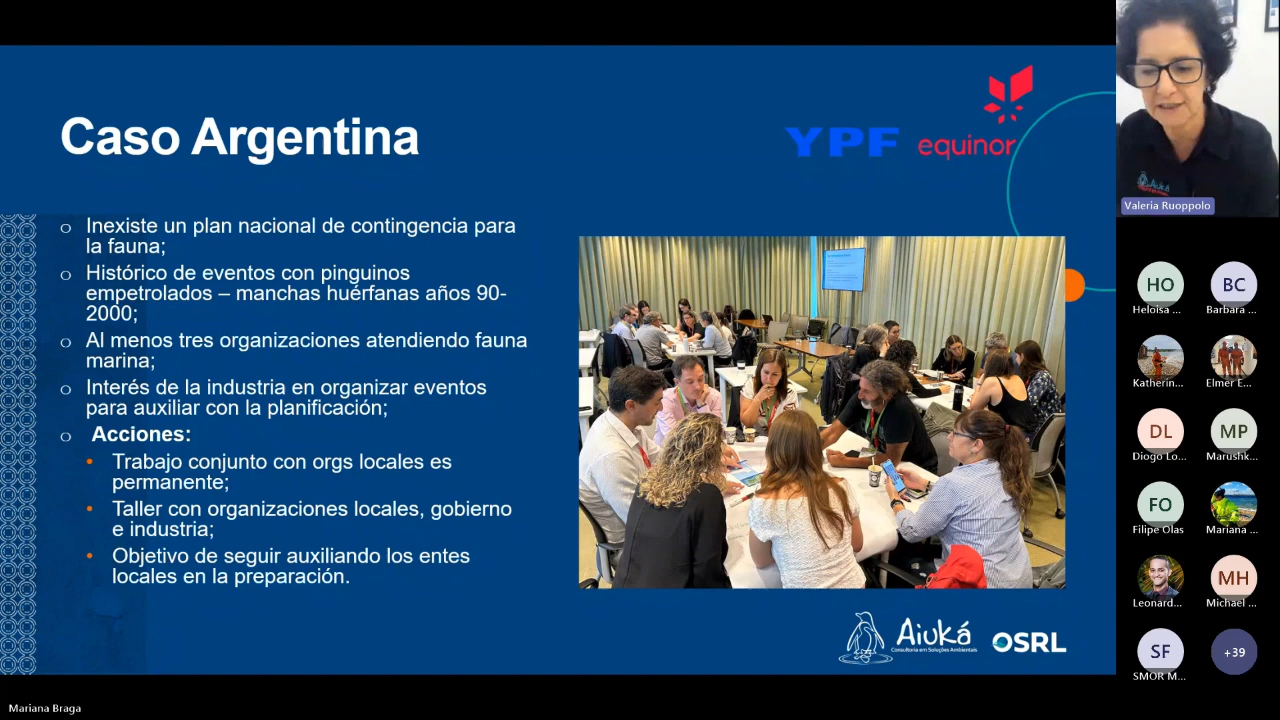 Caso Argentina
YPF
equinor
o Inexiste un plan nacional de contingencia para
la fauna;
o Histórico de eventos con pinguinos
empetrolados – manchas huérfanas años 90-
2000;
o Al menos tres organizaciones atendiendo fauna
marina;
o Interés de la industria en organizar eventos
para auxiliar con la planificación;
o Acciones:
• Trabajo conjunto con orgs locales es
permanente;
• Taller con organizaciones locales, gobierno
e industria;
• Objetivo de seguir auxiliando los entes
locales en la preparación.
Aiuká
Consultoria em Soluções Ambientais
OSRL
Aiuká
Valeria Ruoppolo
HO
Heloisa ...
BC
Barbara ...
Katherin...
Elmer E...
DL
Diogo Lo...
MP
Marushk...
FO
Filipe Olas
Mariana ...
Leonard...
MH
Michael ...
SF
SMOR M...
+39
Mariana Braga